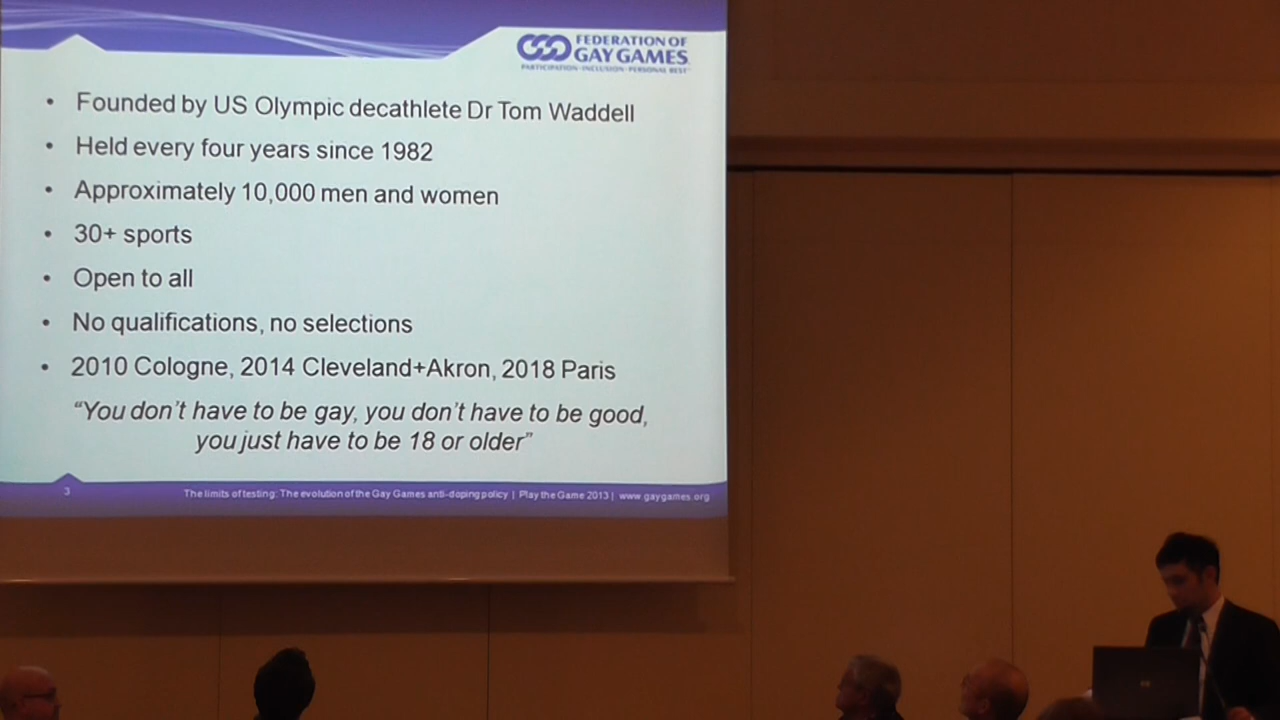 FEDERATION OF
GAY GAMES
PARTICIPATION · INCLUSION · PERSONAL BEST
• Founded by US Olympic decathlete Dr Tom Waddell
• Held every four years since 1982
• Approximately 10,000 men and women
• 30+ sports
• Open to all
• No qualifications, no selections
• 2010 Cologne, 2014 Cleveland+Akron, 2018 Paris
“You don’t have to be gay, you don’t have to be good,
you just have to be 18 or older”
3
The limits of testing: The evolution of the Gay Games anti-doping policy | Play the Game 2013 | www.gaygames.org